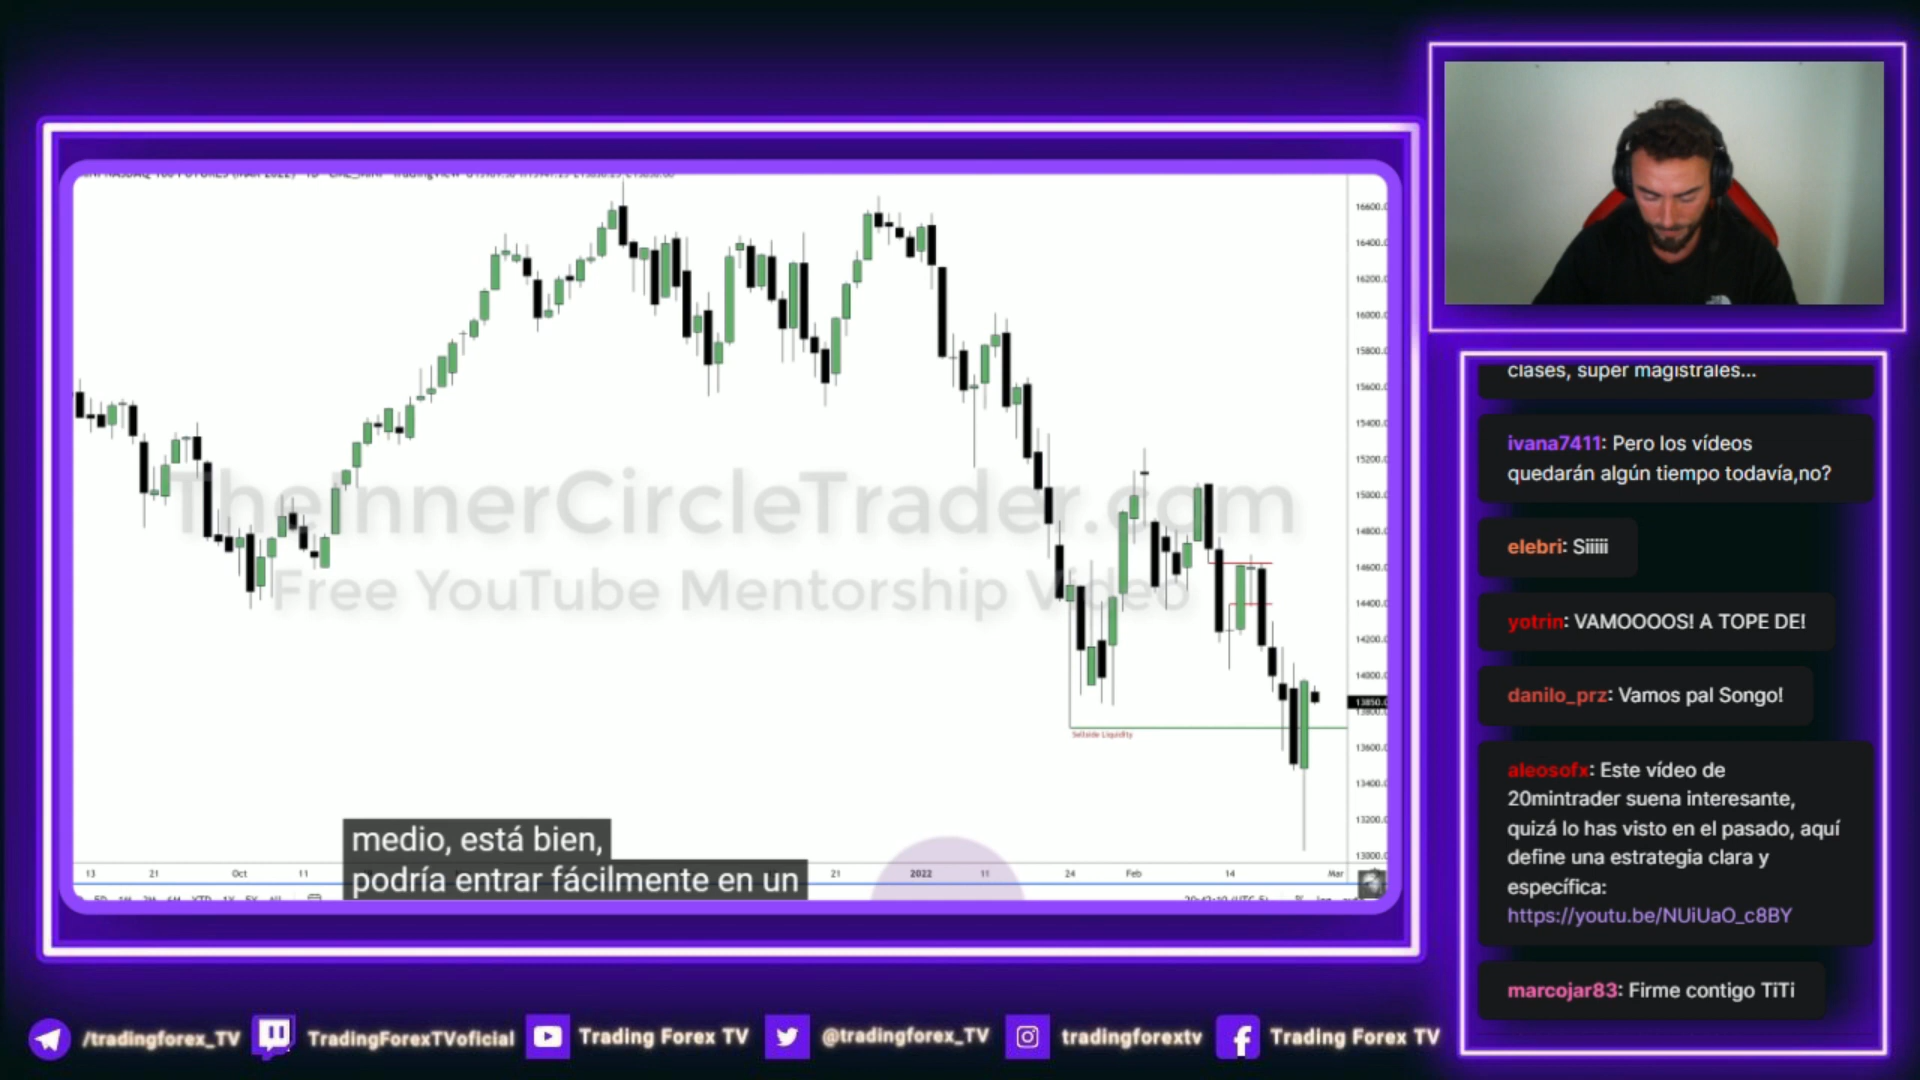 16600.0
16400.0
16200.0
16000.0
15800.0
15600.0
15400.0
15200.0
15000.0
14800.0
14600.0
14400.0
14200.0
14000.0
13850.0
13800.0
13600.0
13400.0
13200.0
13000.0
TheInnerCircleTrader.com
Free YouTube Mentorship Video
Sellside Liquidity
medio, está bien,
podría entrar fácilmente en un
13 21 Oct 11 21 2022 11 24 Feb 14 Mar
clases, super magistrales...
ivana7411: Pero los vídeos
quedarán algún tiempo todavía,no?
elebri: Siiiii
yotrin: VAMOOOOS! A TOPE DE!
danilo_prz: Vamos pal Songo!
aleosofx: Este vídeo de
20mintrader suena interesante,
quizá lo has visto en el pasado, aquí
define una estrategia clara y
específica:
https://youtu.be/NUiUaO_c8BY
marcojar83: Firme contigo TiTi
/tradingforex_TV TradingForexTVoficial Trading Forex TV @tradingforex_TV tradingforextv Trading Forex TV